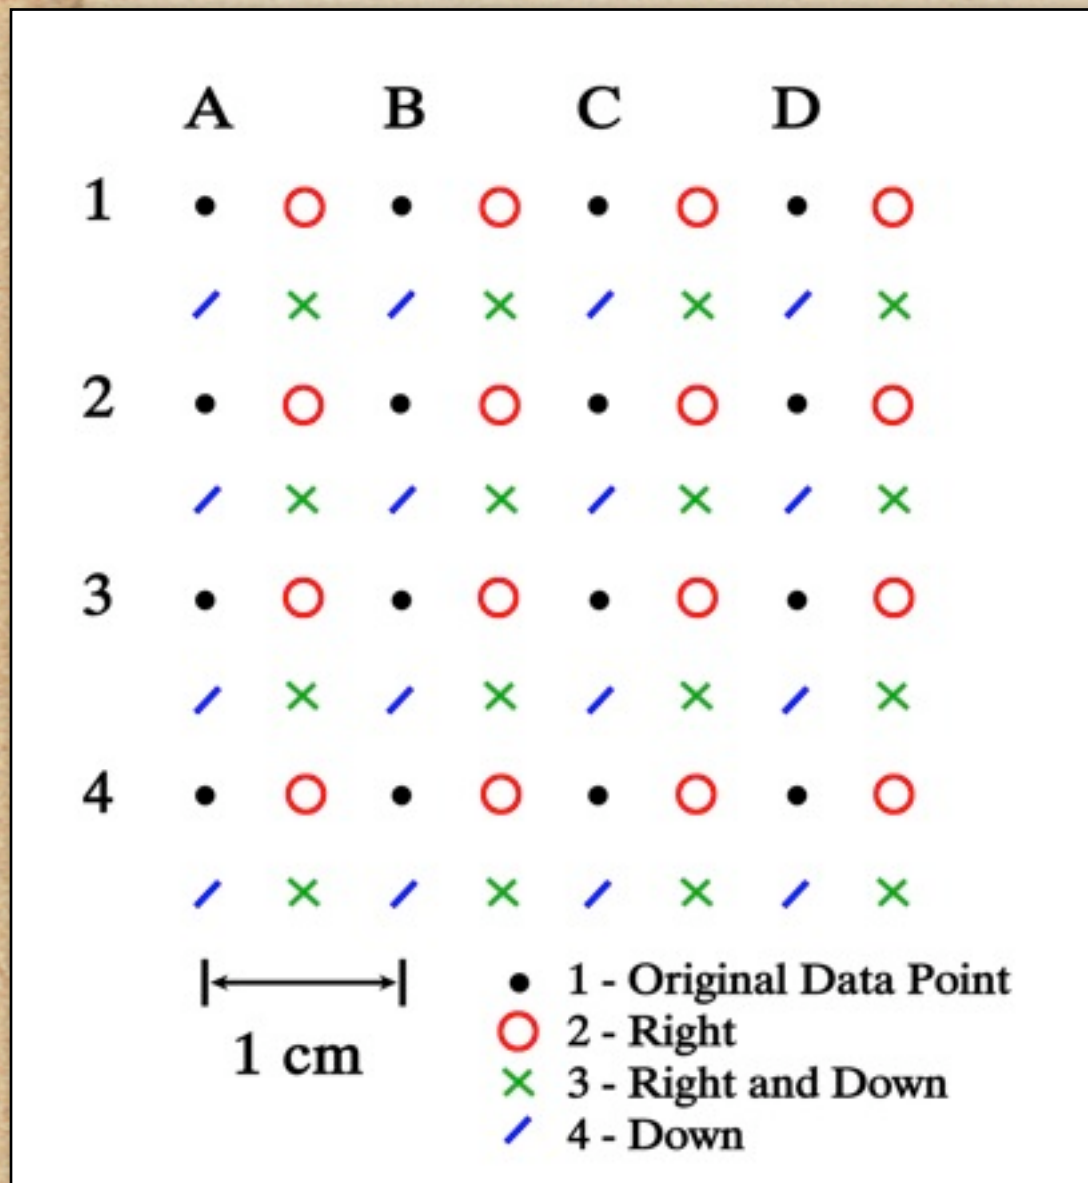 A B C D
1
2
3
4
1 cm
1 - Original Data Point
2 - Right
3 - Right and Down
4 - Down